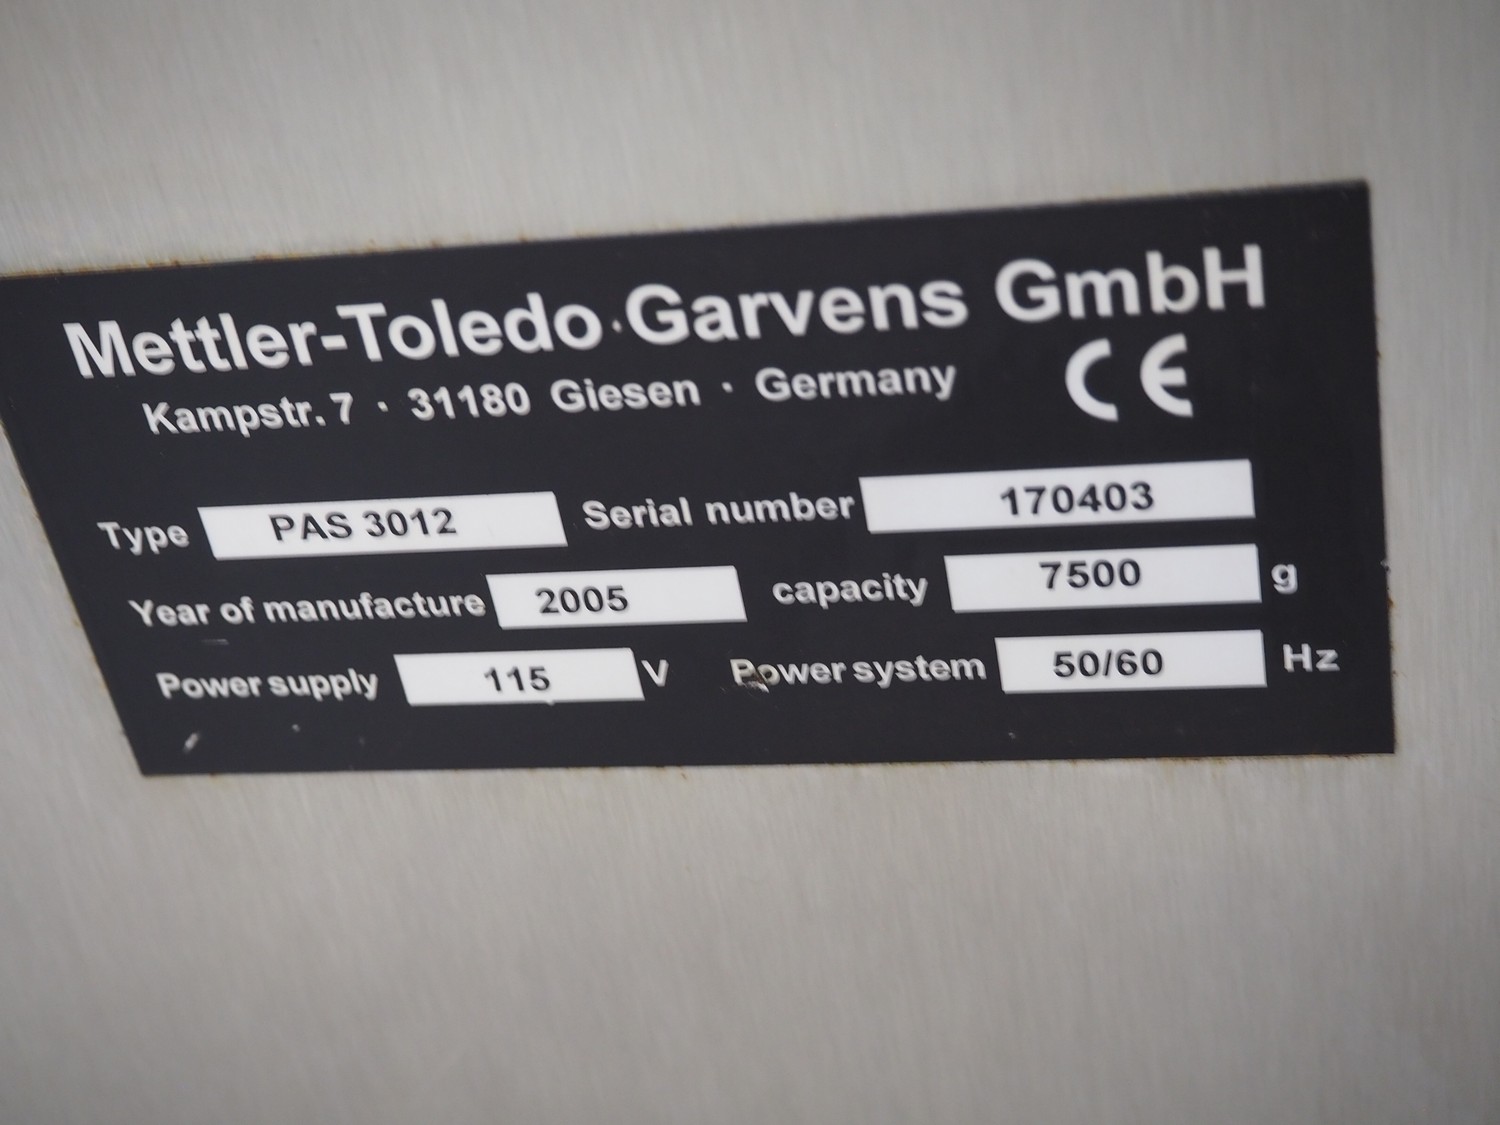 Mettler-Toledo · Garvens GmbH
Kampstr. 7 · 31180 Giesen · Germany CE
Type PAS 3012 Serial number 170403
Year of manufacture 2005 capacity 7500 g
Power supply 115 V Power system 50/60 Hz